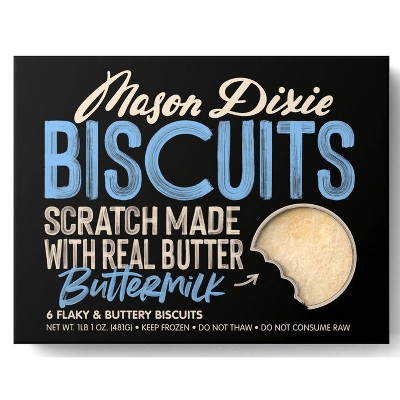 Mason Dixie
BISCUITS
SCRATCH MADE
WITH REAL BUTTER
Buttermilk
6 FLAKY & BUTTERY BISCUITS
NET WT. 1LB 1 OZ. (481G) • KEEP FROZEN • DO NOT THAW • DO NOT CONSUME RAW